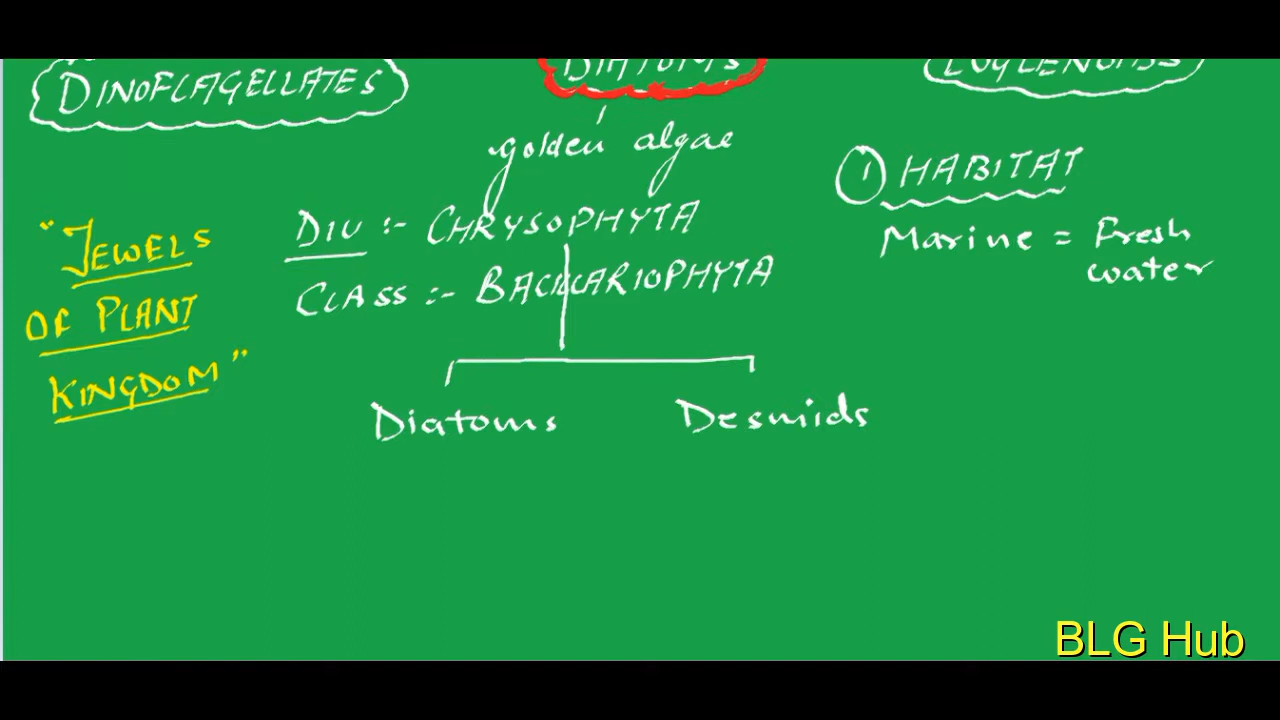 DINOFLAGELLATES
DIATOMS
EUGLENOIDS
golden algae
① HABITAT
DIV :- CHRYSOPHYTA
Marine = Fresh
water
"JEWELS
OF PLANT
KINGDOM"
CLASS :- BACILLARIOPHYTA
Diatoms
Desmids
BLG Hub